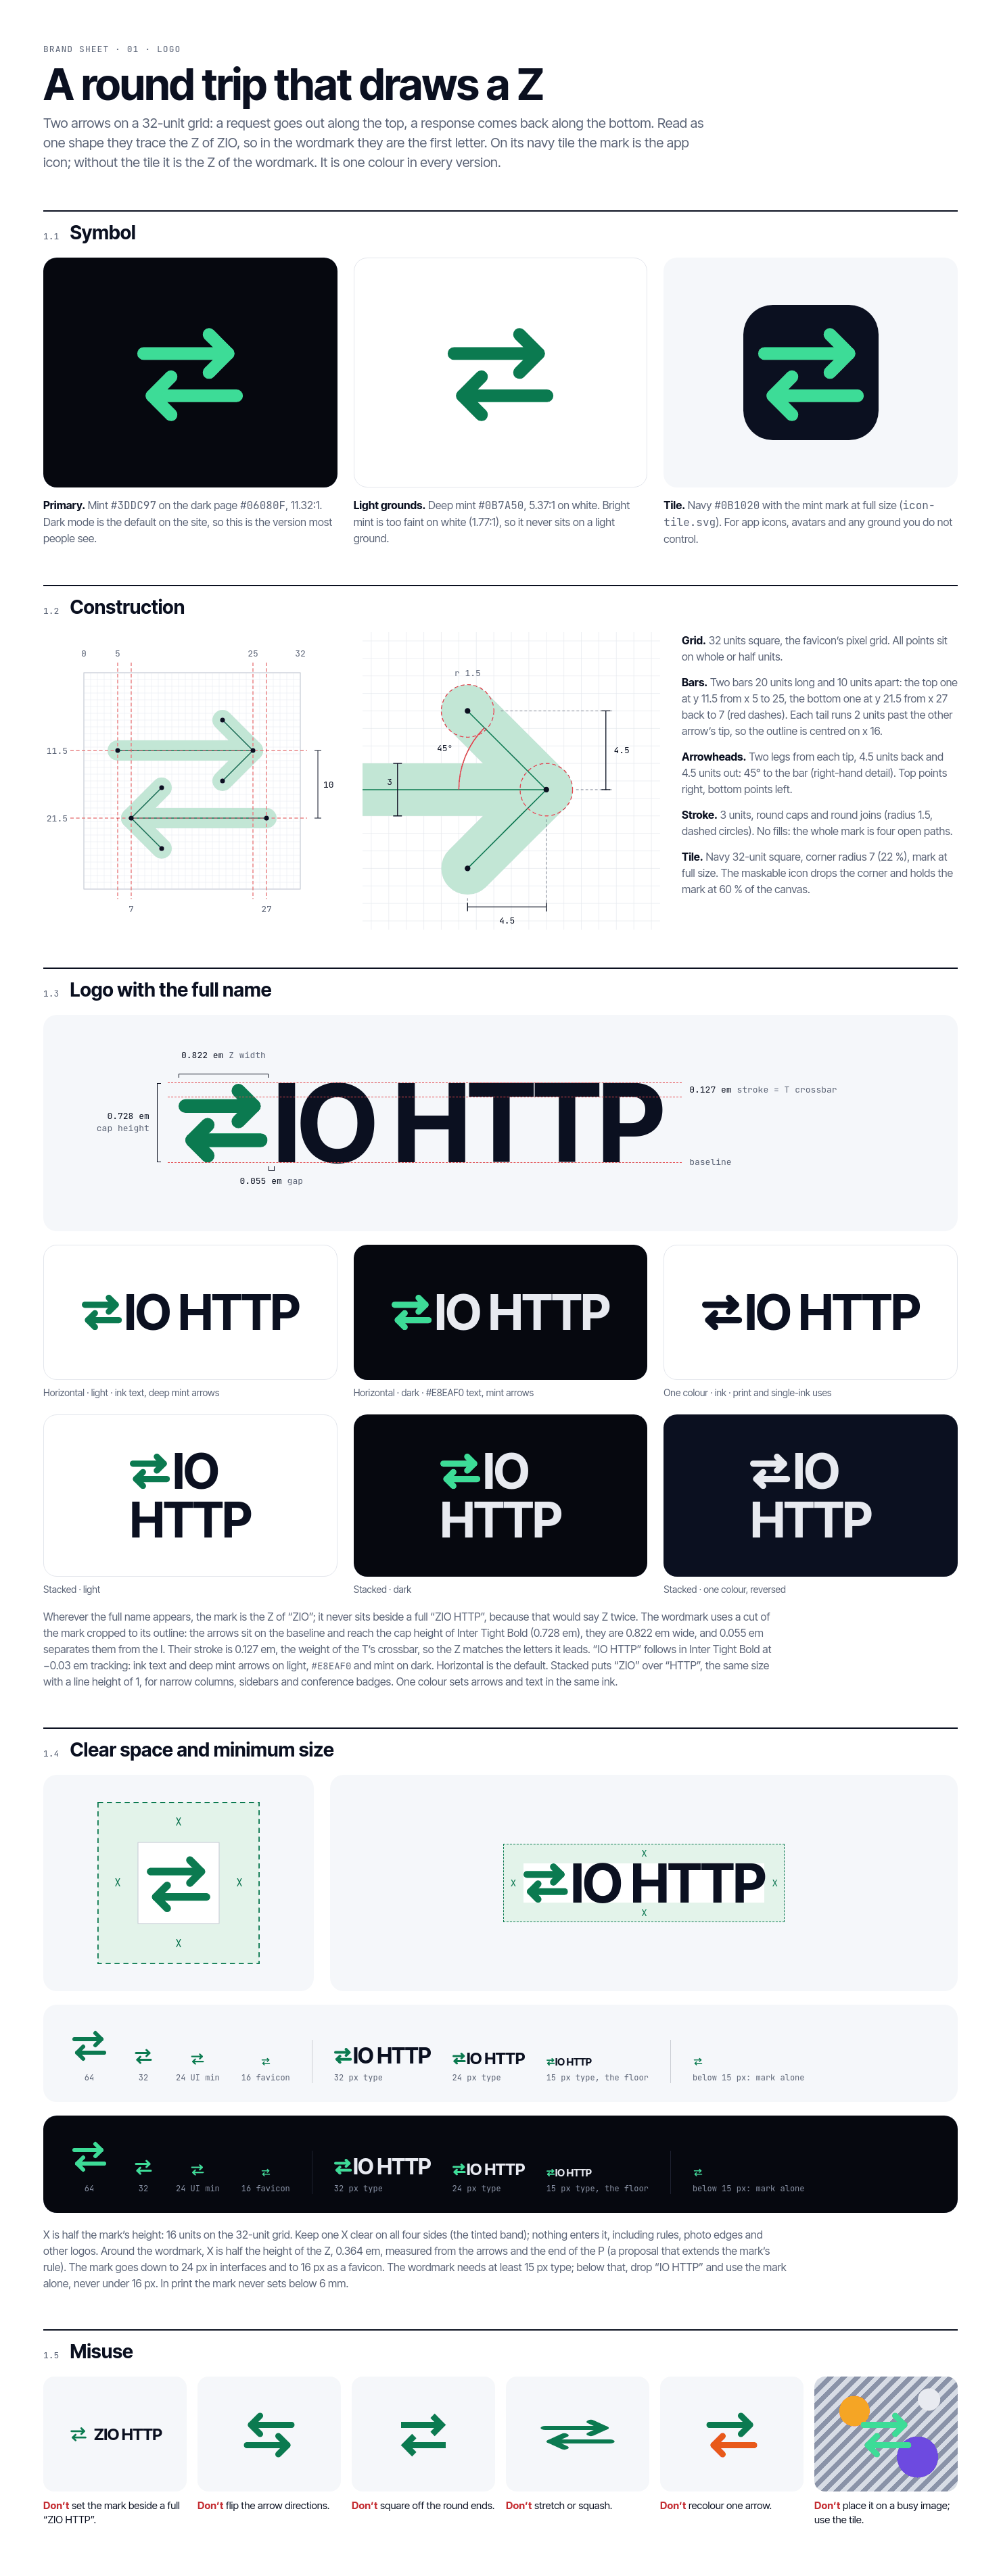 BRAND SHEET · 01 · LOGO
A round trip that draws a Z
Two arrows on a 32-unit grid: a request goes out along the top, a response comes back along the bottom. Read as
one shape they trace the Z of ZIO, so in the wordmark they are the first letter. On its navy tile the mark is the app
icon; without the tile it is the Z of the wordmark. It is one colour in every version.
1.1 Symbol
Primary. Mint #3DDC97 on the dark page #06080F, 11.32:1.
Dark mode is the default on the site, so this is the version most
people see.
Light grounds. Deep mint #0B7A50, 5.37:1 on white. Bright
mint is too faint on white (1.77:1), so it never sits on a light
ground.
Tile. Navy #0B1020 with the mint mark at full size (icon-
tile.svg). For app icons, avatars and any ground you do not
control.
1.2 Construction
0 5 25 32
11.5
10
21.5
7 27
r 1.5
45°
3
4.5
4.5
Grid. 32 units square, the favicon's pixel grid. All points sit
on whole or half units.
Bars. Two bars 20 units long and 10 units apart: the top one
at y 11.5 from x 5 to 25, the bottom one at y 21.5 from x 27
back to 7 (red dashes). Each tail runs 2 units past the other
arrow's tip, so the outline is centred on x 16.
Arrowheads. Two legs from each tip, 4.5 units back and
4.5 units out: 45° to the bar (right-hand detail). Top points
right, bottom points left.
Stroke. 3 units, round caps and round joins (radius 1.5,
dashed circles). No fills: the whole mark is four open paths.
Tile. Navy 32-unit square, corner radius 7 (22 %), mark at
full size. The maskable icon drops the corner and holds the
mark at 60 % of the canvas.
1.3 Logo with the full name
0.822 em Z width
0.127 em stroke = T crossbar
0.728 em
cap height
IO HTTP
baseline
0.055 em gap
IO HTTP
IO HTTP
IO HTTP
Horizontal · light · ink text, deep mint arrows
Horizontal · dark · #E8EAF0 text, mint arrows
One colour · ink · print and single-ink uses
IO
HTTP
IO
HTTP
IO
HTTP
Stacked · light
Stacked · dark
Stacked · one colour, reversed
Wherever the full name appears, the mark is the Z of “ZIO”; it never sits beside a full “ZIO HTTP”, because that would say Z twice. The wordmark uses a cut of
the mark cropped to its outline: the arrows sit on the baseline and reach the cap height of Inter Tight Bold (0.728 em), they are 0.822 em wide, and 0.055 em
separates them from the I. Their stroke is 0.127 em, the weight of the T's crossbar, so the Z matches the letters it leads. “IO HTTP” follows in Inter Tight Bold at
−0.03 em tracking: ink text and deep mint arrows on light, #E8EAF0 and mint on dark. Horizontal is the default. Stacked puts “ZIO” over “HTTP”, the same size
with a line height of 1, for narrow columns, sidebars and conference badges. One colour sets arrows and text in the same ink.
1.4 Clear space and minimum size
X
X X
X
X
X IO HTTP X
X
IO HTTP IO HTTP IO HTTP
64 32 24 UI min 16 favicon 32 px type 24 px type 15 px type, the floor below 15 px: mark alone
IO HTTP IO HTTP IO HTTP
64 32 24 UI min 16 favicon 32 px type 24 px type 15 px type, the floor below 15 px: mark alone
X is half the mark's height: 16 units on the 32-unit grid. Keep one X clear on all four sides (the tinted band); nothing enters it, including rules, photo edges and
other logos. Around the wordmark, X is half the height of the Z, 0.364 em, measured from the arrows and the end of the P (a proposal that extends the mark's
rule). The mark goes down to 24 px in interfaces and to 16 px as a favicon. The wordmark needs at least 15 px type; below that, drop “IO HTTP” and use the mark
alone, never under 16 px. In print the mark never sets below 6 mm.
1.5 Misuse
ZIO HTTP
Don't set the mark beside a full
“ZIO HTTP”.
Don't flip the arrow directions.
Don't square off the round ends.
Don't stretch or squash.
Don't recolour one arrow.
Don't place it on a busy image;
use the tile.